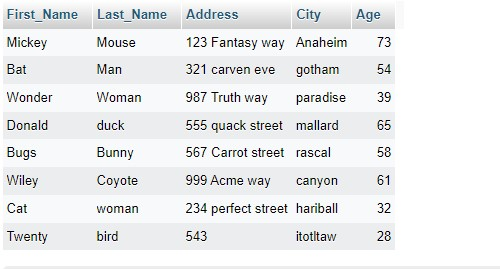 First_Name Last_Name Address City Age
Mickey Mouse 123 Fantasy way Anaheim 73
Bat Man 321 carven eve gotham 54
Wonder Woman 987 Truth way paradise 39
Donald duck 555 quack street mallard 65
Bugs Bunny 567 Carrot street rascal 58
Wiley Coyote 999 Acme way canyon 61
Cat woman 234 perfect street hariball 32
Twenty bird 543 itotltaw 28